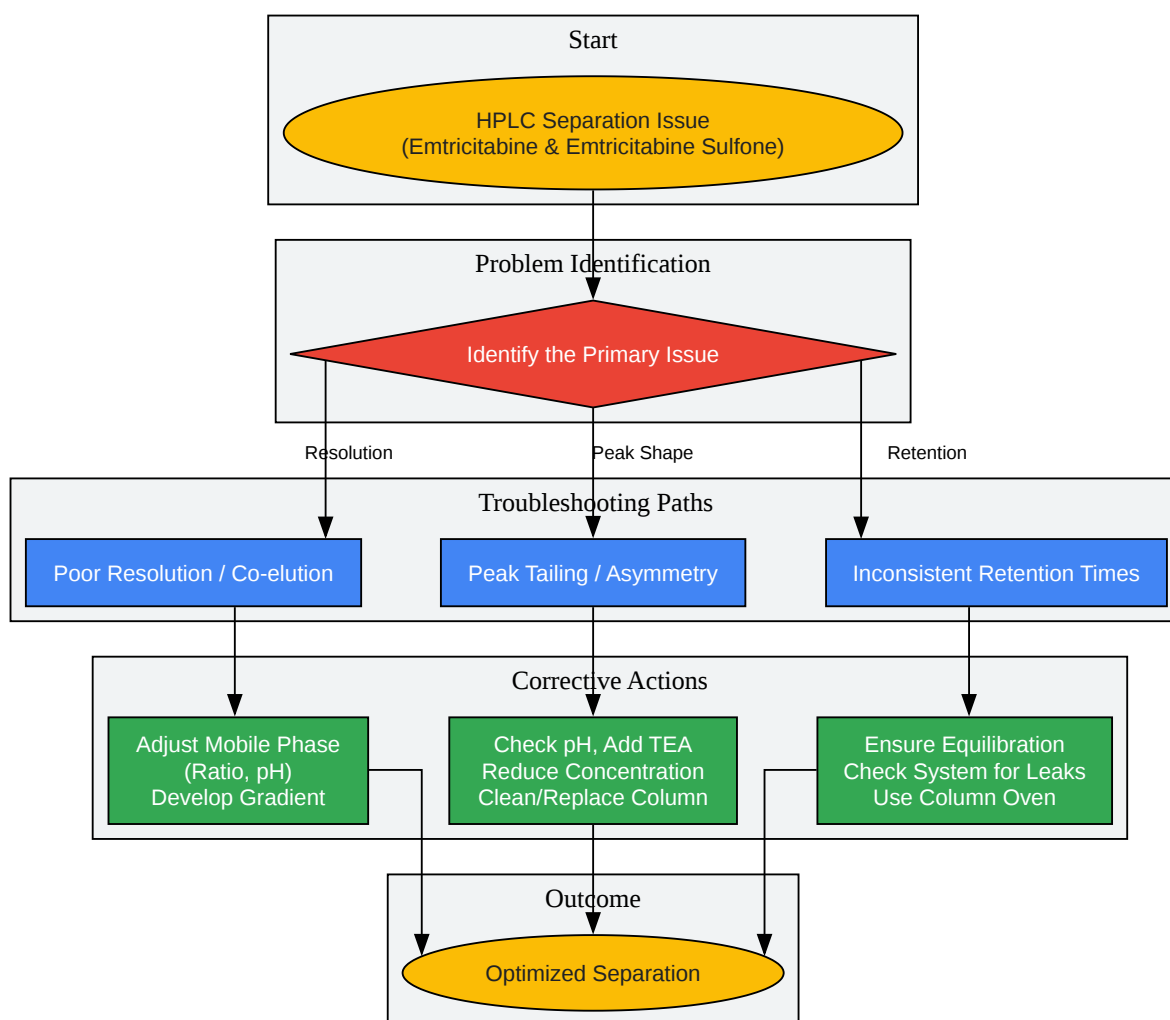 Start
HPLC Separation Issue
(Emtricitabine & Emtricitabine Sulfone)
Problem Identification
Identify the Primary Issue
Resolution
Peak Shape
Retention
Troubleshooting Paths
Poor Resolution / Co-elution
Peak Tailing / Asymmetry
Inconsistent Retention Times
Corrective Actions
Adjust Mobile Phase
(Ratio, pH)
Develop Gradient
Check pH, Add TEA
Reduce Concentration
Clean/Replace Column
Ensure Equilibration
Check System for Leaks
Use Column Oven
Outcome
Optimized Separation